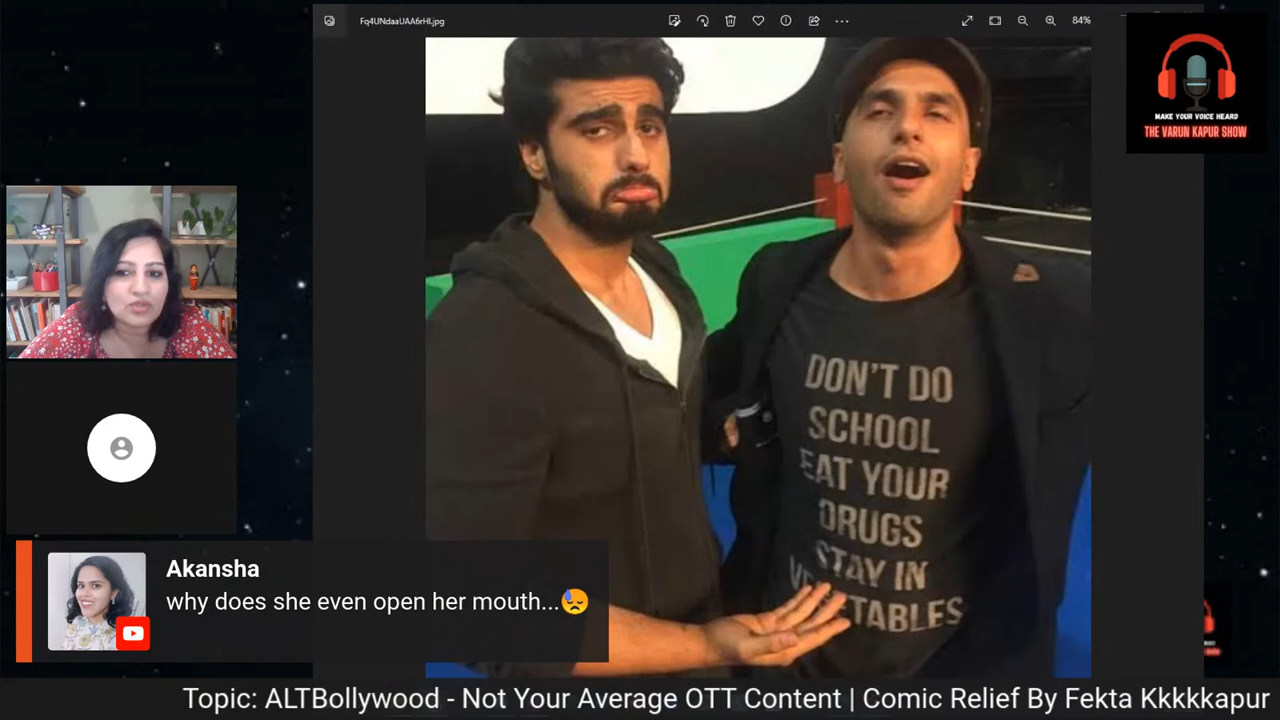 Fq4UNdaaUAA6rHl.jpg
84%
MAKE YOUR VOICE HEARD
THE VARUN KAPUR SHOW
DON'T DO
SCHOOL
EAT YOUR
DRUGS
STAY IN
TABLES
Akansha
why does she even open her mouth...😓
Topic: ALTBollywood - Not Your Average OTT Content | Comic Relief By Fekta Kkkkkapur